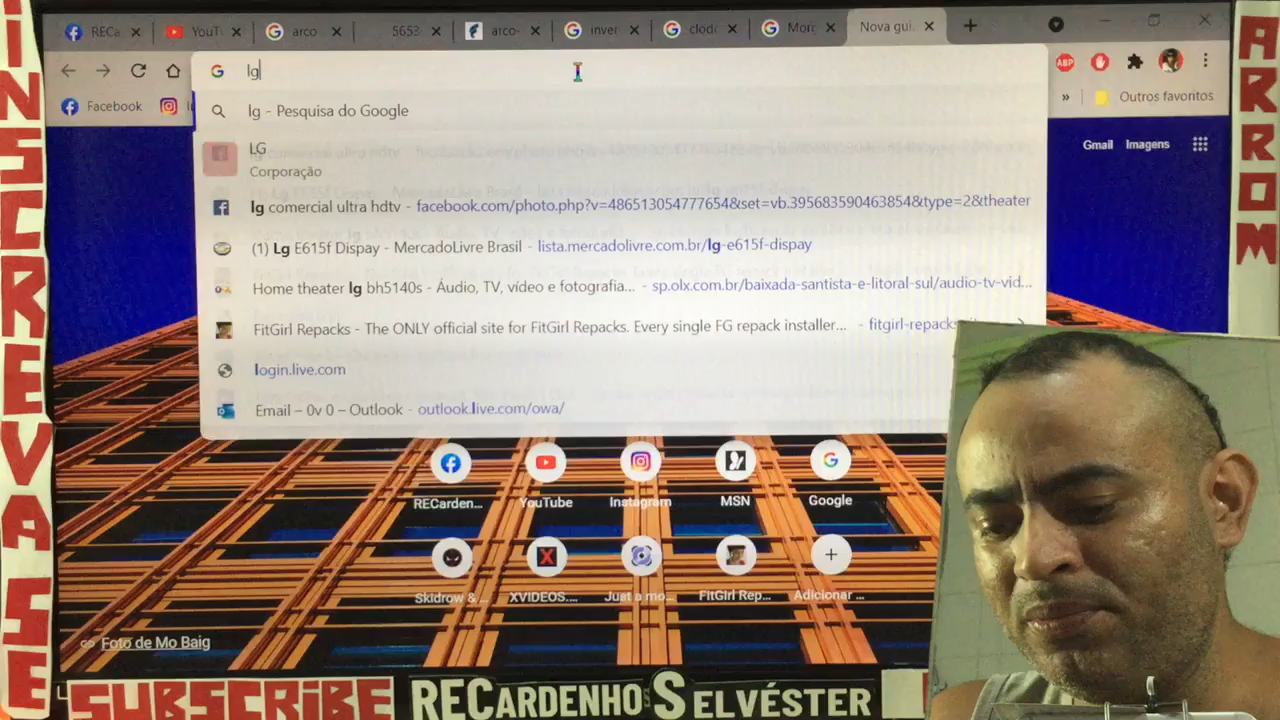 INSCREVA SE
RECa...
YouT
arco
5653
arco-
inver
clod
Mor
Nova gui.
lg
ABP
Facebook
»
Outros favoritos
lg - Pesquisa do Google
LG
Corporação
lg comercial ultra hdtv - facebook.com/photo.php?v=486513054777654&set=vb.395683590463854&type=2&theater
(1) Lg E615f Dispay - MercadoLivre Brasil - lista.mercadolivre.com.br/lg-e615f-dispay
Home theater lg bh5140s - Áudio, TV, vídeo e fotografia... - sp.olx.com.br/baixada-santista-e-litoral-sul/audio-tv-vid...
FitGirl Repacks - The ONLY official site for FitGirl Repacks. Every single FG repack installer... - fitgirl-repacks
login.live.com
Email – 0v 0 – Outlook - outlook.live.com/owa/
Gmail Imagens
RECarden... YouTube Instagram MSN Google
Skidrow & ... XVIDEOS.... Just a mo... FitGirl Rep... Adicionar ...
Foto de Mo Baig
SUBSCRIBE RECARDENHO SELVÉSTER
ARROM